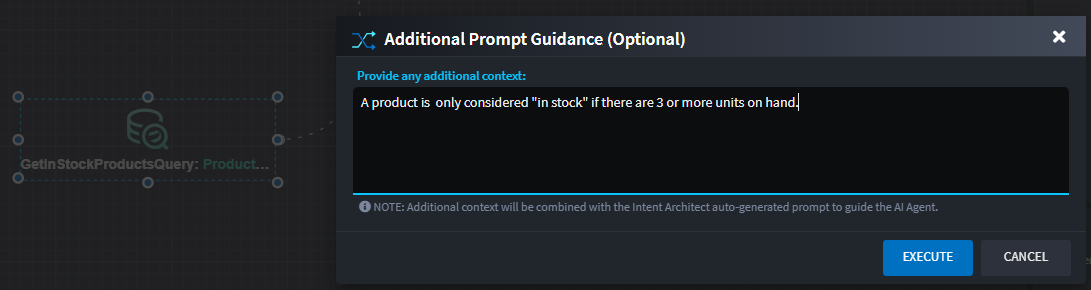 Additional Prompt Guidance (Optional)
Provide any additional context:
A product is  only considered "in stock" if there are 3 or more units on hand.
NOTE: Additional context will be combined with the Intent Architect auto-generated prompt to guide the AI Agent.
EXECUTE
CANCEL
GetInStockProductsQuery: Product...